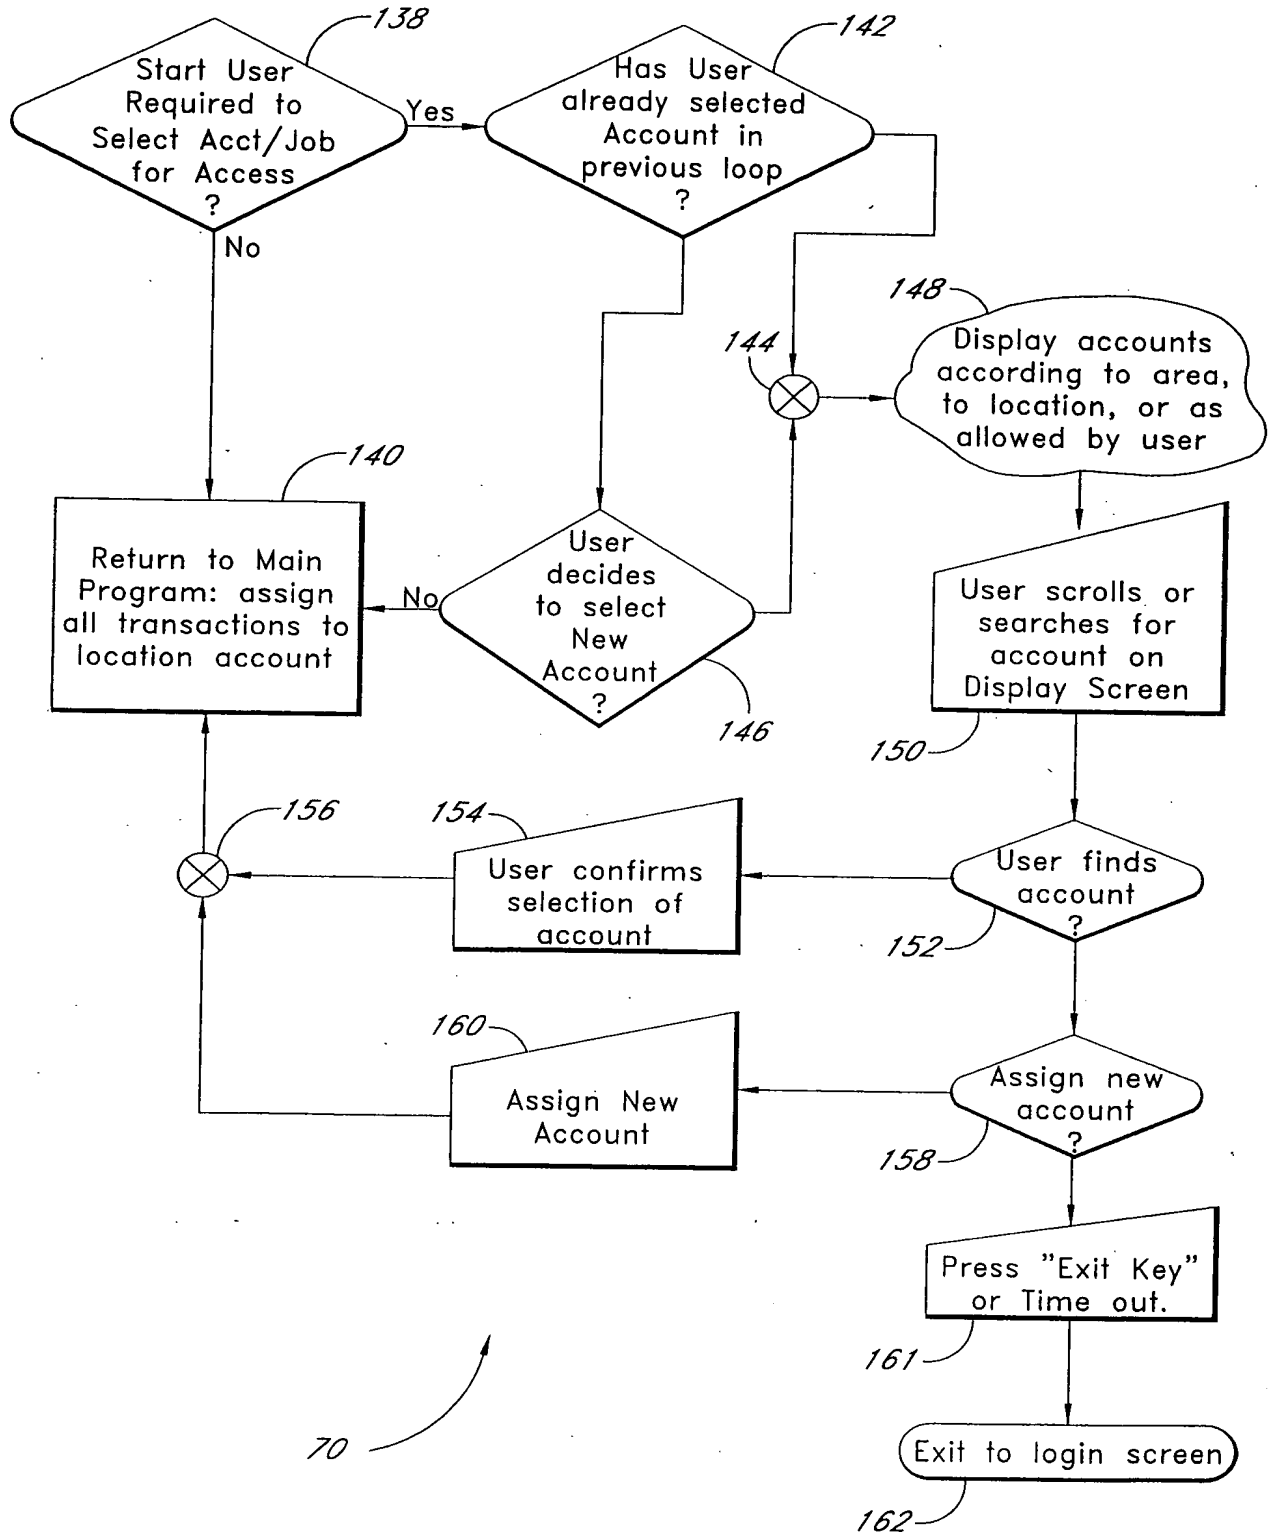 138
Start User
Required to
Select Acct/Job
for Access
?
Yes
No
142
Has User
already selected
Account in
previous loop
?
144
148
Display accounts
according to area,
to location, or as
allowed by user
140
Return to Main
Program: assign
all transactions to
location account
No
User
decides
to select
New
Account
?
146
User scrolls or
searches for
account on
Display Screen
150
156
154
User confirms
selection of
account
User finds
account
?
152
160
Assign New
Account
Assign new
account
?
158
Press "Exit Key"
or Time out.
161
70
Exit to login screen
162